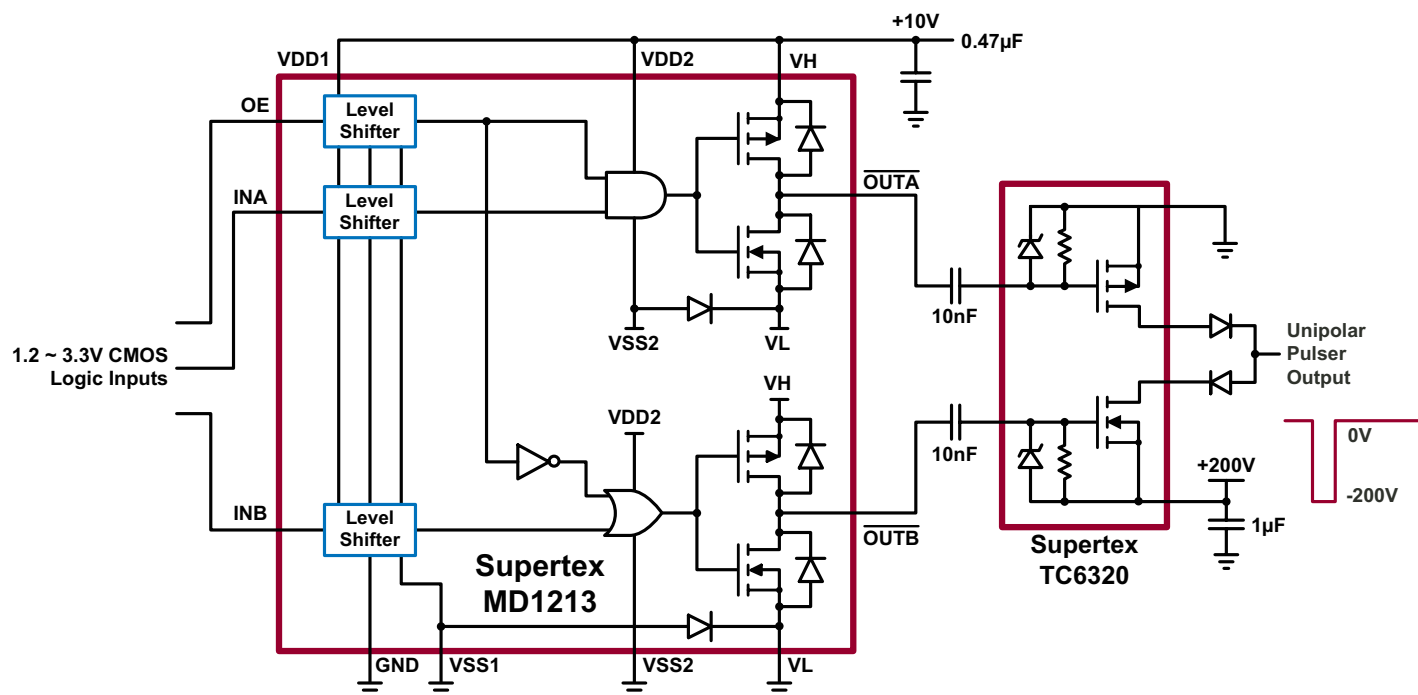 +10V
0.47µF
VDD1
VDD2
VH
OE
Level
Shifter
INA
Level
Shifter
OUTA
10nF
VSS2
VL
1.2 ~ 3.3V CMOS
Logic Inputs
Unipolar
Pulser
Output
VH
VDD2
10nF
0V
+200V
-200V
INB
Level
Shifter
OUTB
1µF
Supertex
MD1213
Supertex
TC6320
GND
VSS1
VSS2
VL